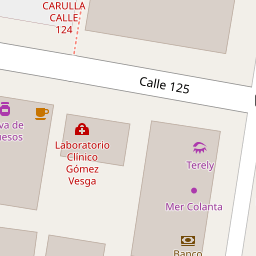 CARULLA
CALLE
124
Calle 125
va de
uesos
Laboratorio
Clínico
Gómez
Vesga
Terely
Mer Colanta
Banco